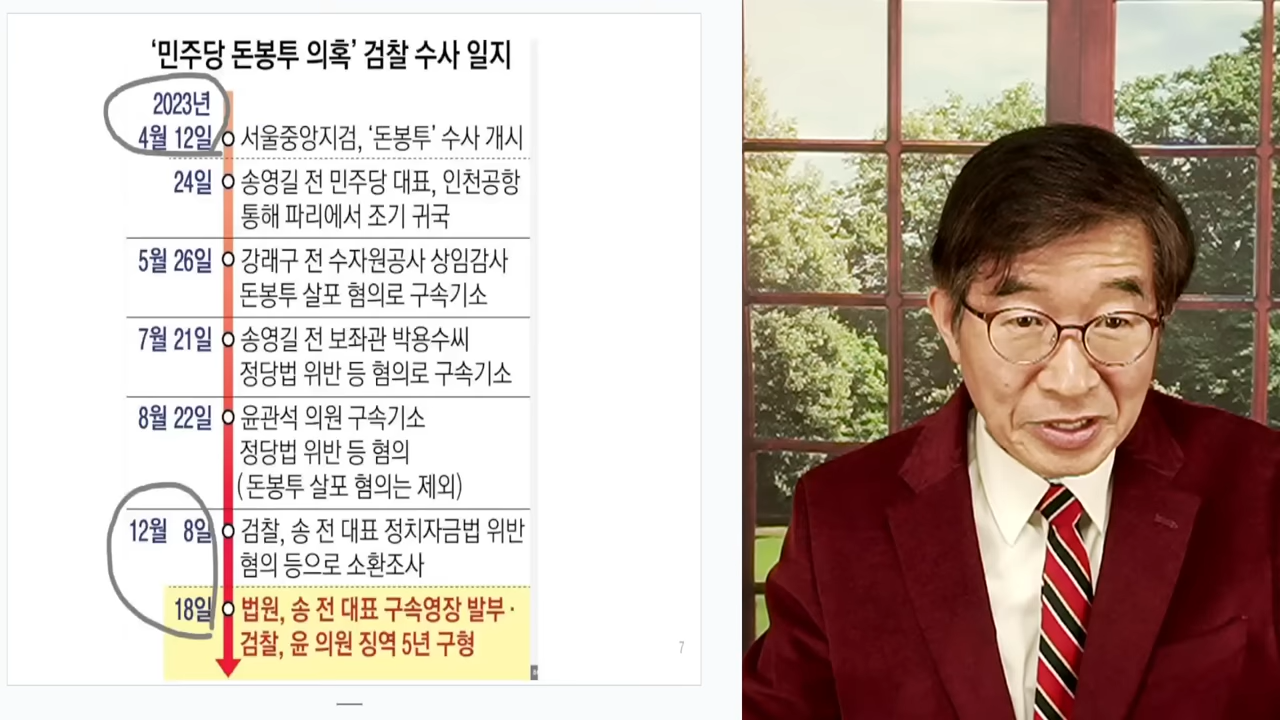 ‘민주당 돈봉투 의혹’ 검찰 수사 일지
2023년
4월 12일 서울중앙지검, ‘돈봉투’ 수사 개시
24일 송영길 전 민주당 대표, 인천공항
통해 파리에서 조기 귀국
5월 26일 강래구 전 수자원공사 상임감사
돈봉투 살포 혐의로 구속기소
7월 21일 송영길 전 보좌관 박용수씨
정당법 위반 등 혐의로 구속기소
8월 22일 윤관석 의원 구속기소
정당법 위반 등 혐의
(돈봉투 살포 혐의는 제외)
12월 8일 검찰, 송 전 대표 정치자금법 위반
혐의 등으로 소환조사
18일 법원, 송 전 대표 구속영장 발부·
검찰, 윤 의원 징역 5년 구형
7